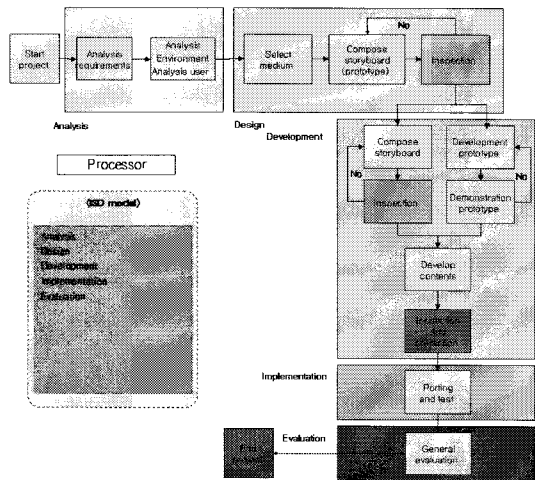 No
Start
project
Analysis
requirements
Analysis
Environment
Analysis user
Select
medium
Compose
storyboard
(prototype)
Inspection
Analysis
Design
Development
Compose
storyboard
Development
prototype
No
No
Inspection
Demonstration
prototype
Processor
(ISD model)
Analysis
Design
Development
Implementation
Evaluation
Develop
contents
Implementation
Porting
and test
Evaluation
General
evaluation